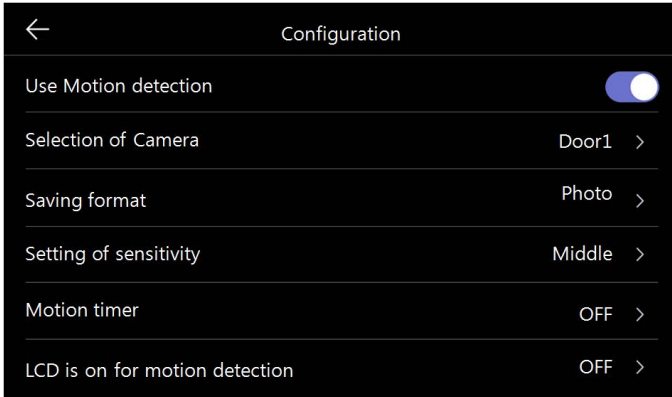 Configuration
Use Motion detection
Selection of Camera Door1
Saving format Photo
Setting of sensitivity Middle
Motion timer OFF
LCD is on for motion detection OFF